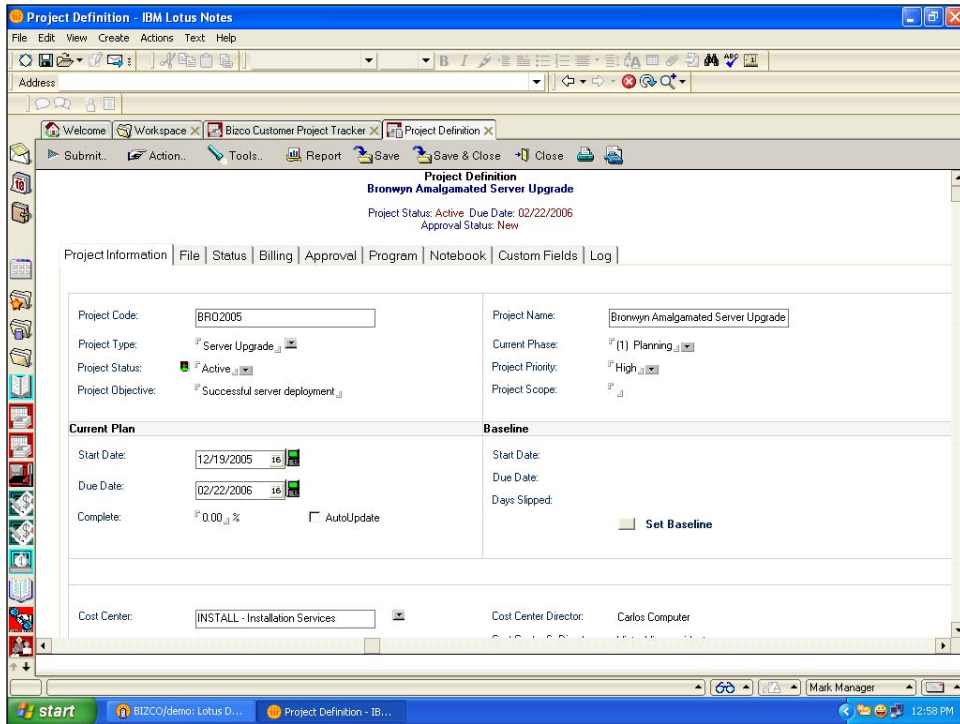 Project Definition - IBM Lotus Notes
File Edit View Create Actions Text Help
B I
Address
Welcome Workspace Bizco Customer Project Tracker Project Definition
Submit.. Action.. Tools.. Report Save Save & Close Close
Project Definition
Bronwyn Amalgamated Server Upgrade
Project Status: Active Due Date: 02/22/2006
Approval Status: New
Project Information File Status Billing Approval Program Notebook Custom Fields Log
Project Code: BRO2005 Project Name: Bronwyn Amalgamated Server Upgrade
Project Type: Server Upgrade Current Phase: (1) Planning
Project Status: Active Project Priority: High
Project Objective: Successful server deployment Project Scope:
Current Plan Baseline
Start Date: 12/19/2005 16 Start Date:
Due Date: 02/22/2006 16 Due Date:
Days Slipped:
Complete: 0.00 % AutoUpdate
Set Baseline
Cost Center: INSTALL - Installation Services Cost Center Director: Carlos Computer
Mark Manager
start BIZCO/demo: Lotus D... Project Definition - IB... 12:58 PM